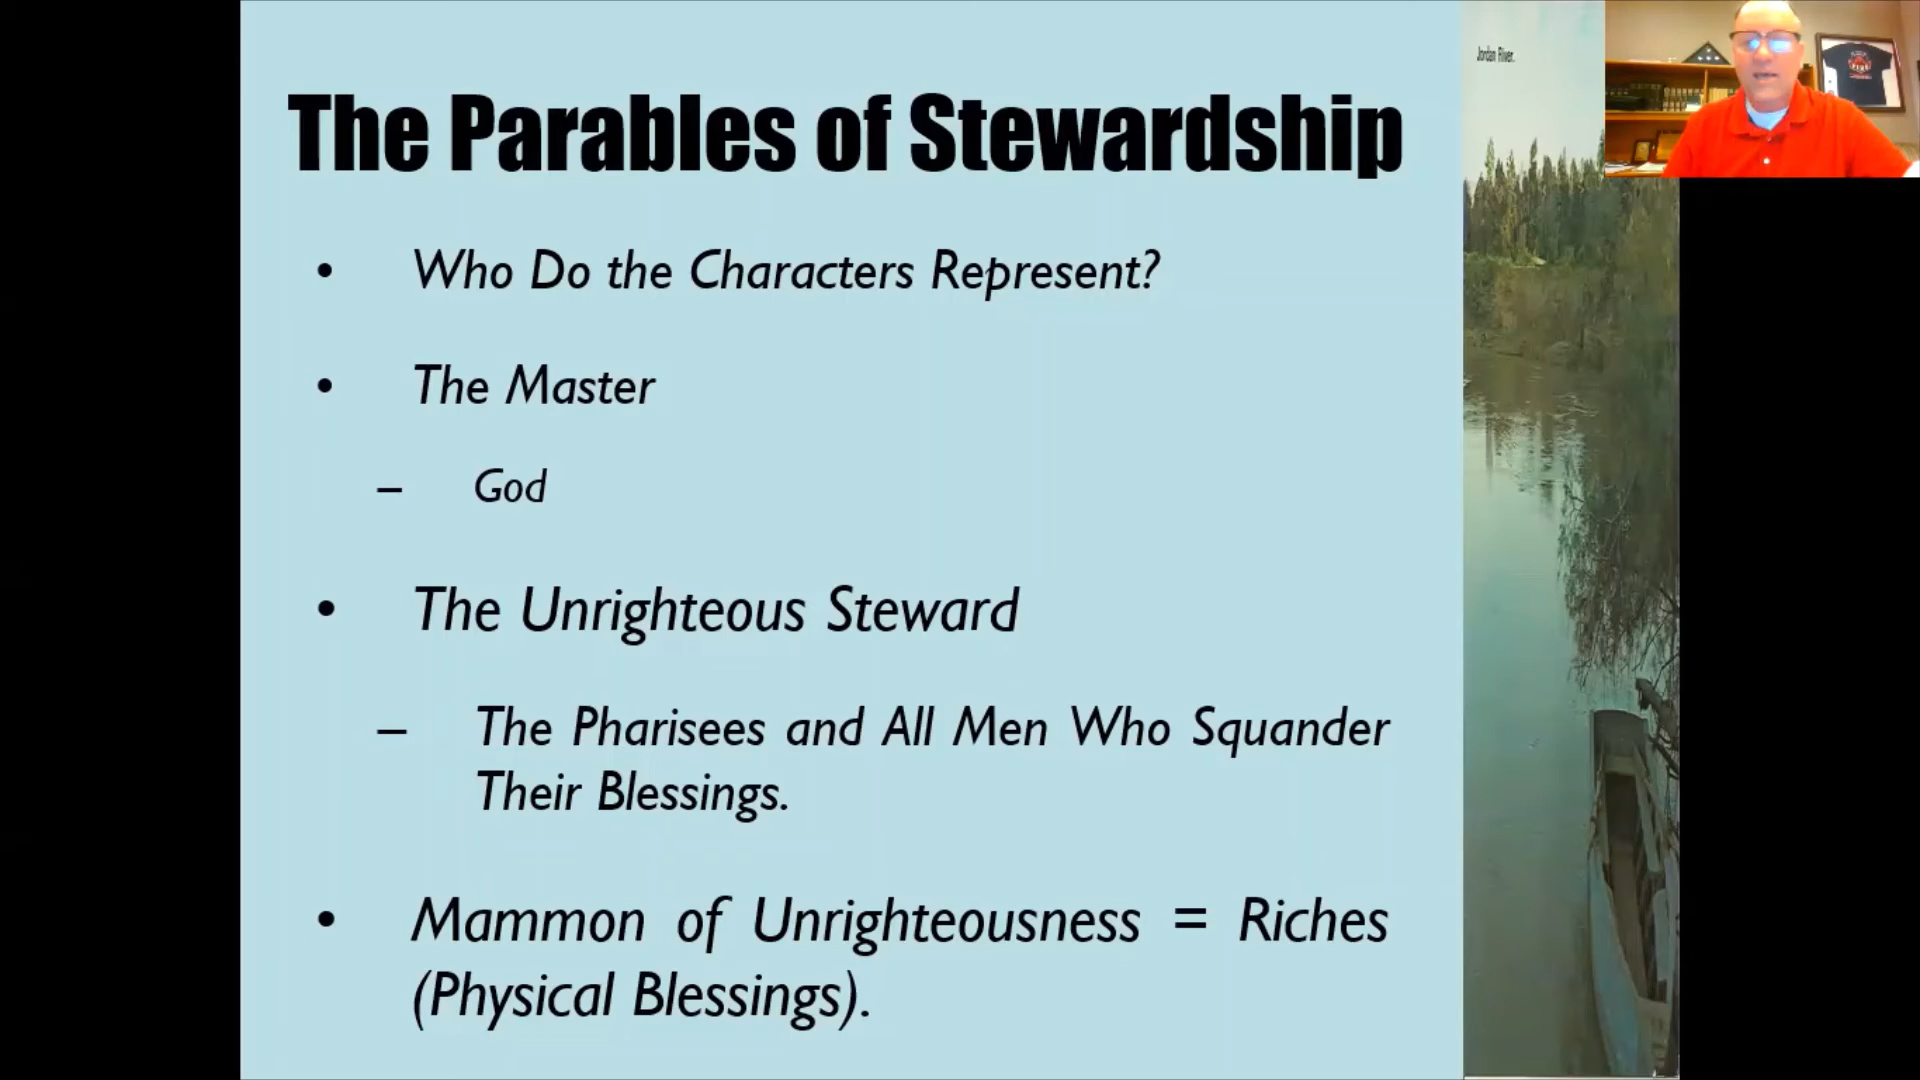 The Parables of Stewardship
Jordan River.
• Who Do the Characters Represent?
• The Master
– God
• The Unrighteous Steward
– The Pharisees and All Men Who Squander
Their Blessings.
• Mammon of Unrighteousness = Riches
(Physical Blessings).